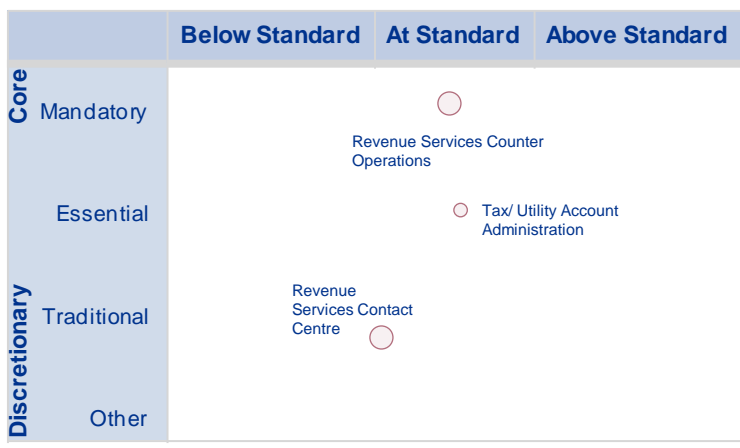 Below Standard At Standard Above Standard
Core
Mandatory
Revenue Services Counter
Operations
Essential
Tax/ Utility Account
Administration
Discretionary
Traditional
Revenue
Services Contact
Centre
Other